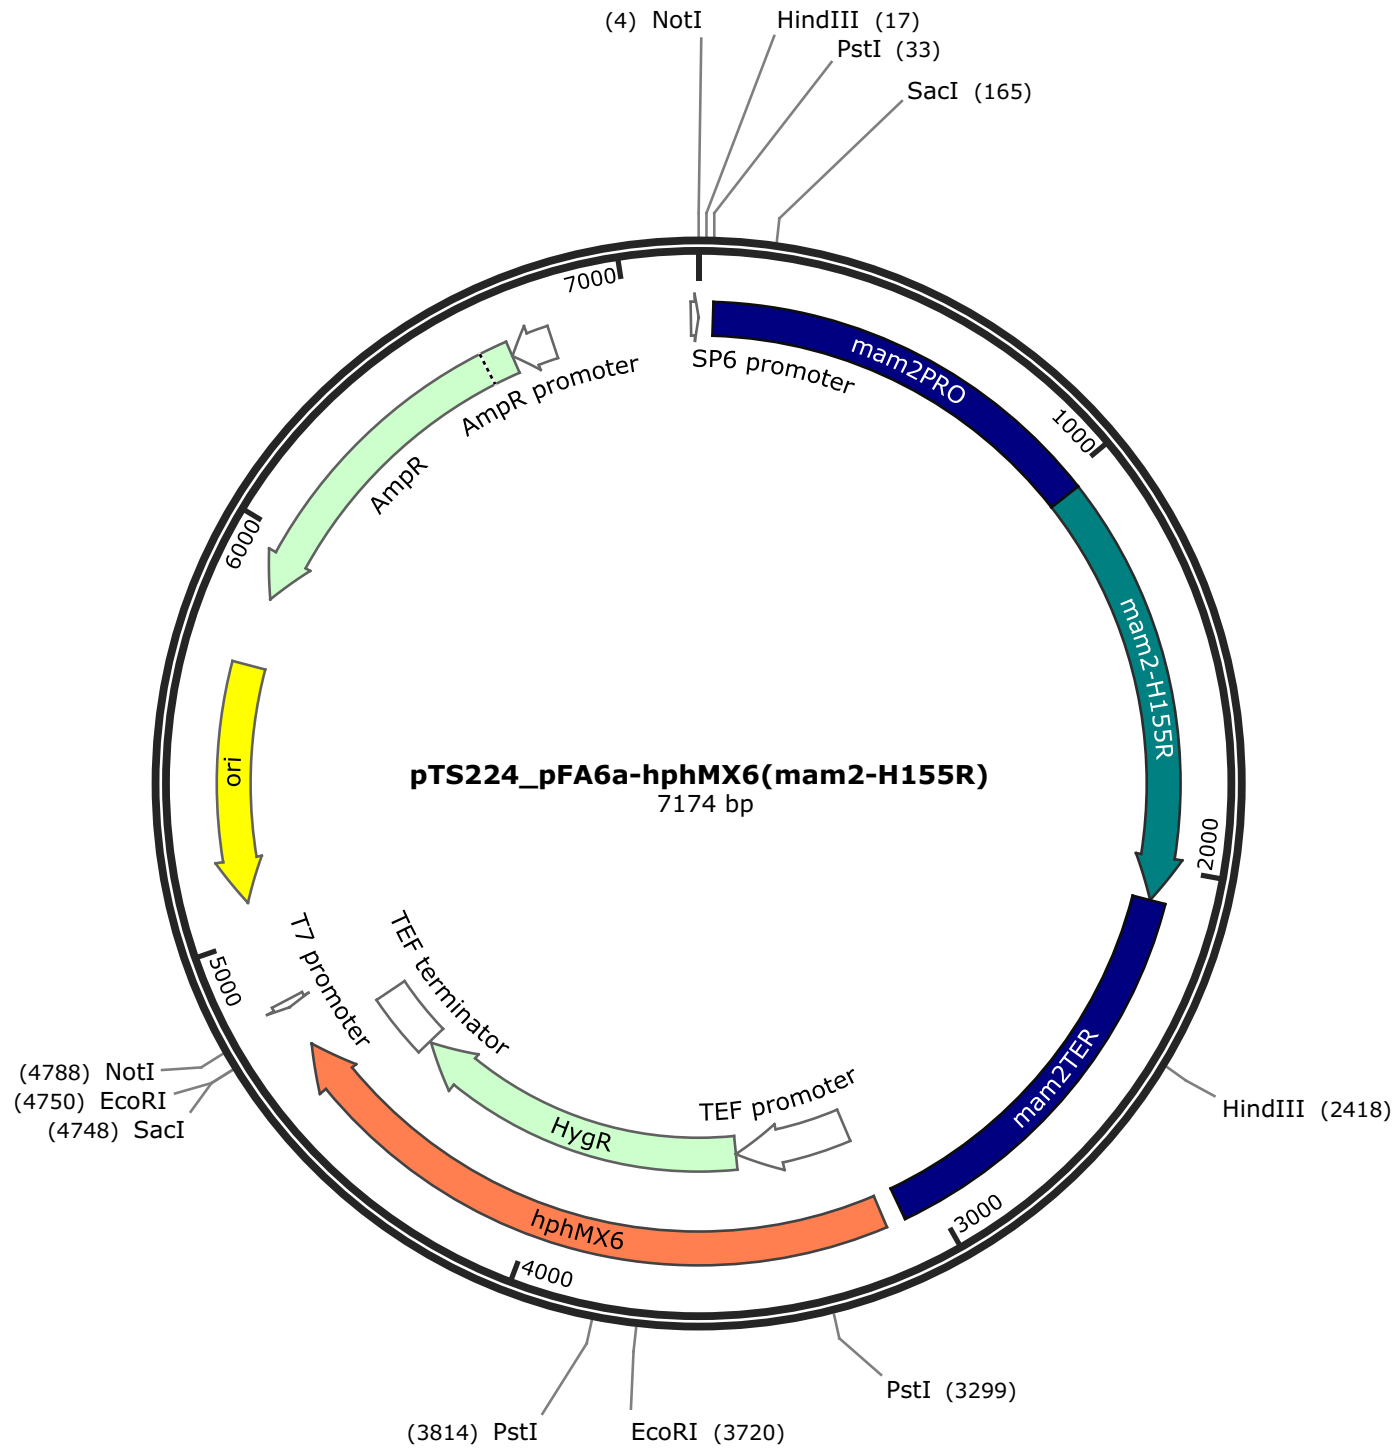 (4) NotI
HindIII (17)
PstI (33)
SacI (165)
7000
SP6 promoter
mam2PRO
AmpR promoter
1000
AmpR
6000
mam2-H155R
ori
pTS224_pFA6a-hphMX6(mam2-H155R)
7174 bp
2000
T7 promoter
TEF terminator
5000
mam2TER
(4788) NotI
(4750) EcoRI
(4748) SacI
TEF promoter
HindIII (2418)
HygR
hphMX6
3000
4000
PstI (3299)
(3814) PstI
EcoRI (3720)